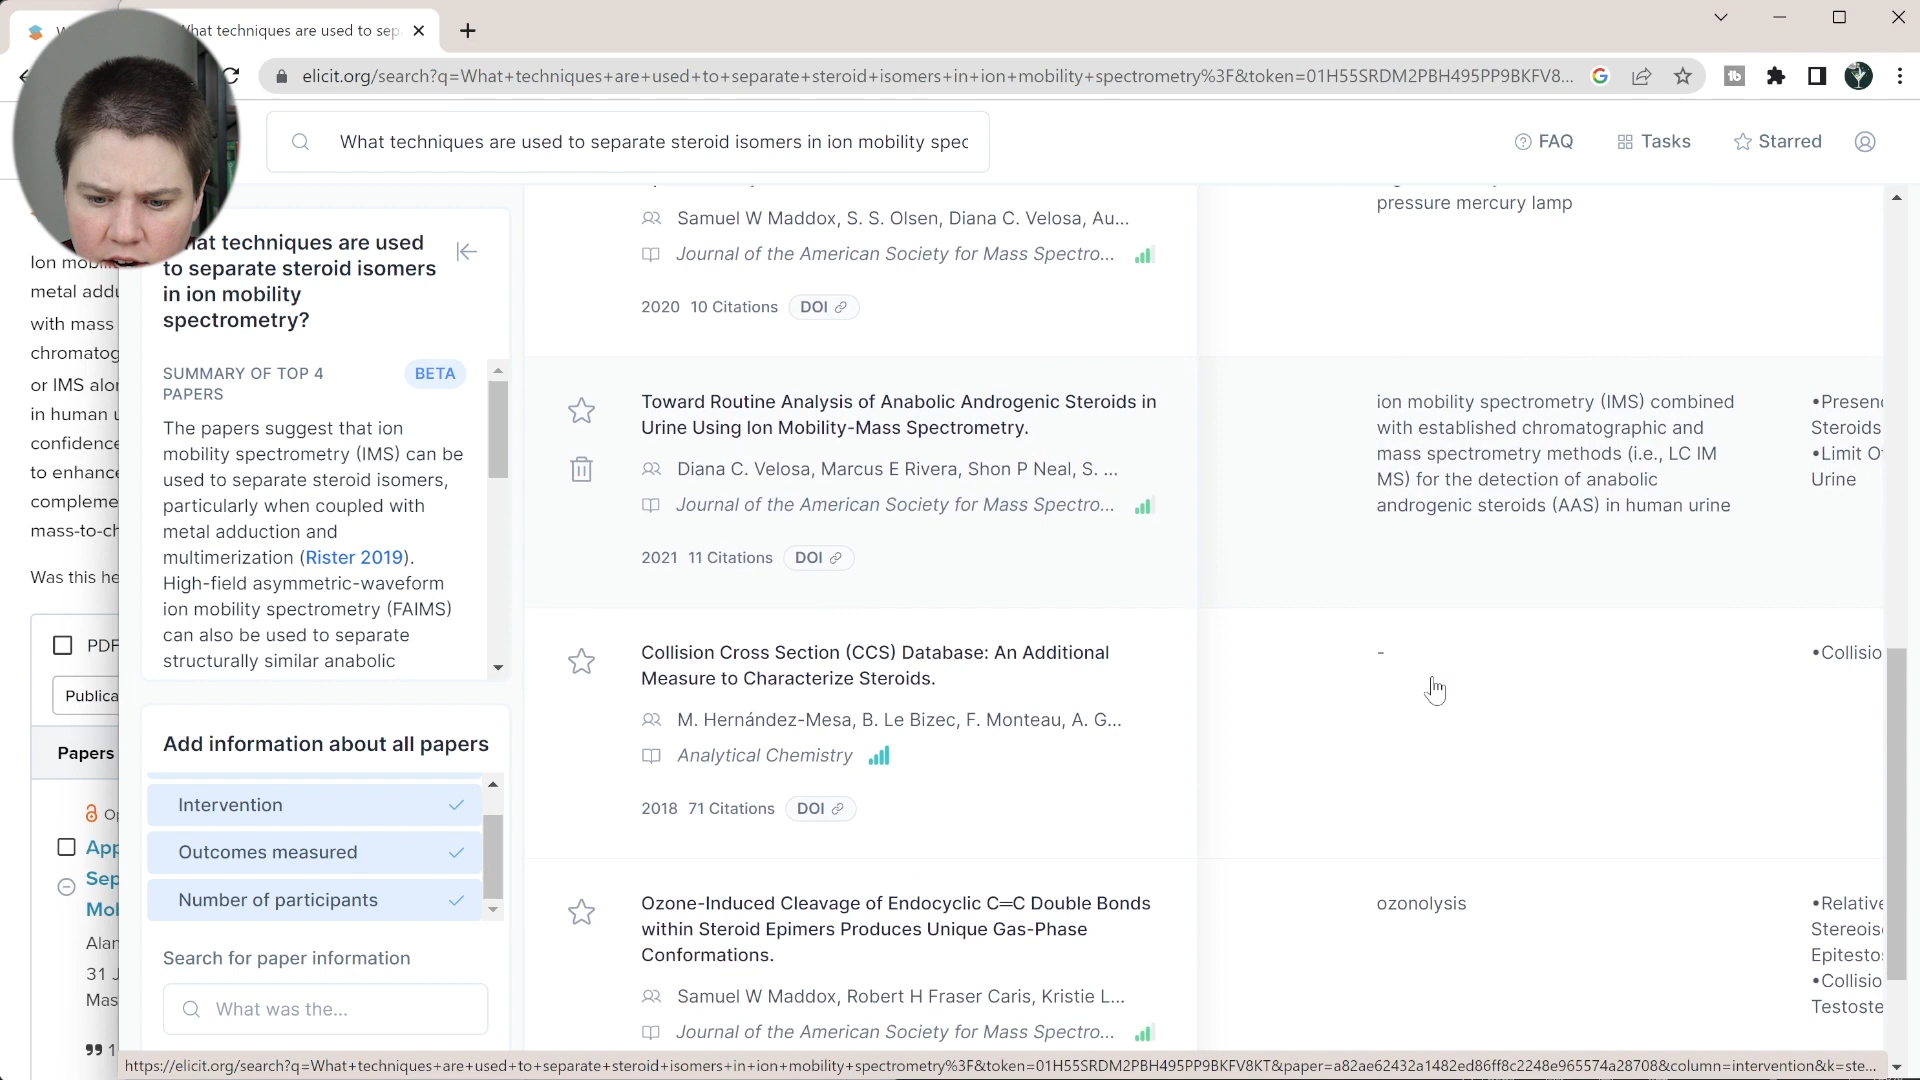 What techniques are used to sep
elicit.org/search?q=What+techniques+are+used+to+separate+steroid+isomers+in+ion+mobility+spectrometry%3F&token=01H55SRDM2PBH495PP9BKFV8...
What techniques are used to separate steroid isomers in ion mobility spec
FAQ
Tasks
Starred
Ion mobi
metal addu
with mass
chromatog
or IMS alon
in human u
confidence
to enhance
compleme
mass-to-ch
Was this he
PDF
Publica
Papers
Op
App
Sep
Mob
Alan
31 J
Mas
1
hat techniques are used
to separate steroid isomers
in ion mobility
spectrometry?
SUMMARY OF TOP 4
PAPERS
BETA
The papers suggest that ion
mobility spectrometry (IMS) can be
used to separate steroid isomers,
particularly when coupled with
metal adduction and
multimerization (Rister 2019).
High-field asymmetric-waveform
ion mobility spectrometry (FAIMS)
can also be used to separate
structurally similar anabolic
Add information about all papers
Intervention
Outcomes measured
Number of participants
Search for paper information
What was the...
Samuel W Maddox, S. S. Olsen, Diana C. Velosa, Au...
Journal of the American Society for Mass Spectro...
2020 10 Citations DOI
pressure mercury lamp
Toward Routine Analysis of Anabolic Androgenic Steroids in
Urine Using Ion Mobility-Mass Spectrometry.
Diana C. Velosa, Marcus E Rivera, Shon P Neal, S. ...
Journal of the American Society for Mass Spectro...
2021 11 Citations DOI
ion mobility spectrometry (IMS) combined
with established chromatographic and
mass spectrometry methods (i.e., LC IM
MS) for the detection of anabolic
androgenic steroids (AAS) in human urine
•Presenc
Steroids
•Limit O
Urine
Collision Cross Section (CCS) Database: An Additional
Measure to Characterize Steroids.
M. Hernández-Mesa, B. Le Bizec, F. Monteau, A. G...
Analytical Chemistry
2018 71 Citations DOI
-
•Collisio
Ozone-Induced Cleavage of Endocyclic C═C Double Bonds
within Steroid Epimers Produces Unique Gas-Phase
Conformations.
Samuel W Maddox, Robert H Fraser Caris, Kristie L...
Journal of the American Society for Mass Spectro...
ozonolysis
•Relative
Stereois
Epitesto
•Collisio
Testoste
https://elicit.org/search?q=What+techniques+are+used+to+separate+steroid+isomers+in+ion+mobility+spectrometry%3F&token=01H55SRDM2PBH495PP9BKFV8KT&paper=a82ae62432a1482ed86ff8c2248e965574a28708&column=intervention&k=ste...